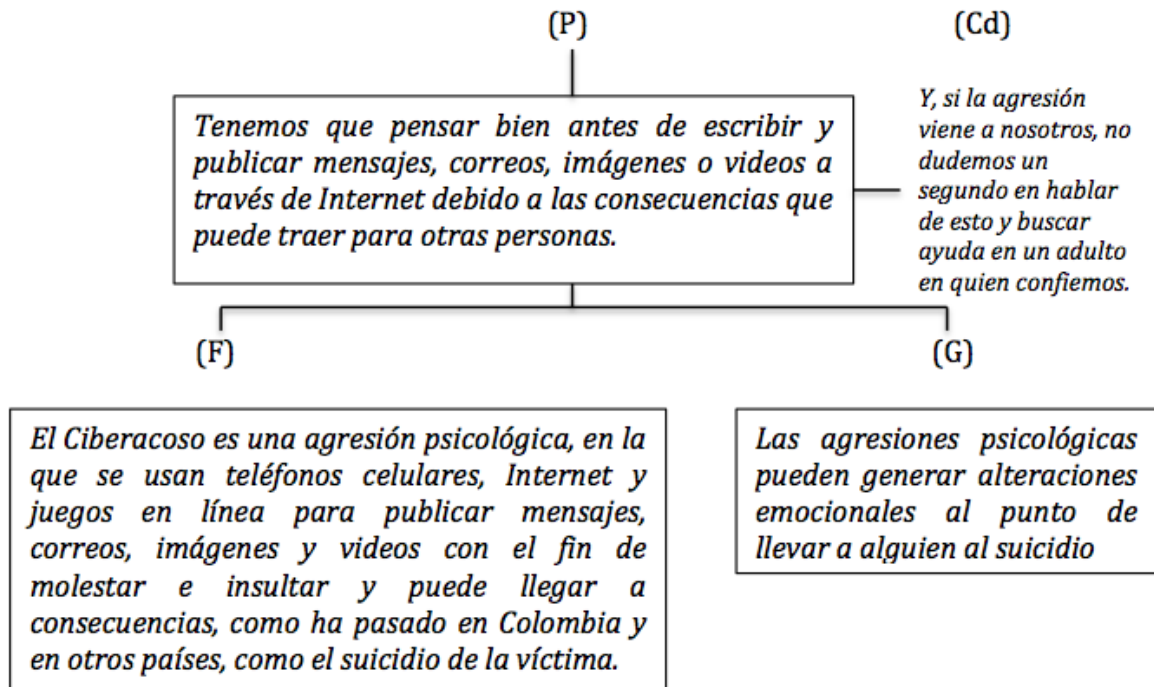 (P)
(Cd)
Tenemos que pensar bien antes de escribir y
publicar mensajes, correos, imágenes o videos a
través de Internet debido a las consecuencias que
puede traer para otras personas.
Y, si la agresión
viene a nosotros, no
dudemos un
segundo en hablar
de esto y buscar
ayuda en un adulto
en quien confiemos.
(F)
(G)
El Ciberacoso es una agresión psicológica, en la
que se usan teléfonos celulares, Internet y
juegos en línea para publicar mensajes,
correos, imágenes y videos con el fin de
molestar e insultar y puede llegar a
consecuencias, como ha pasado en Colombia y
en otros países, como el suicidio de la víctima.
Las agresiones psicológicas
pueden generar alteraciones
emocionales al punto de
llevar a alguien al suicidio